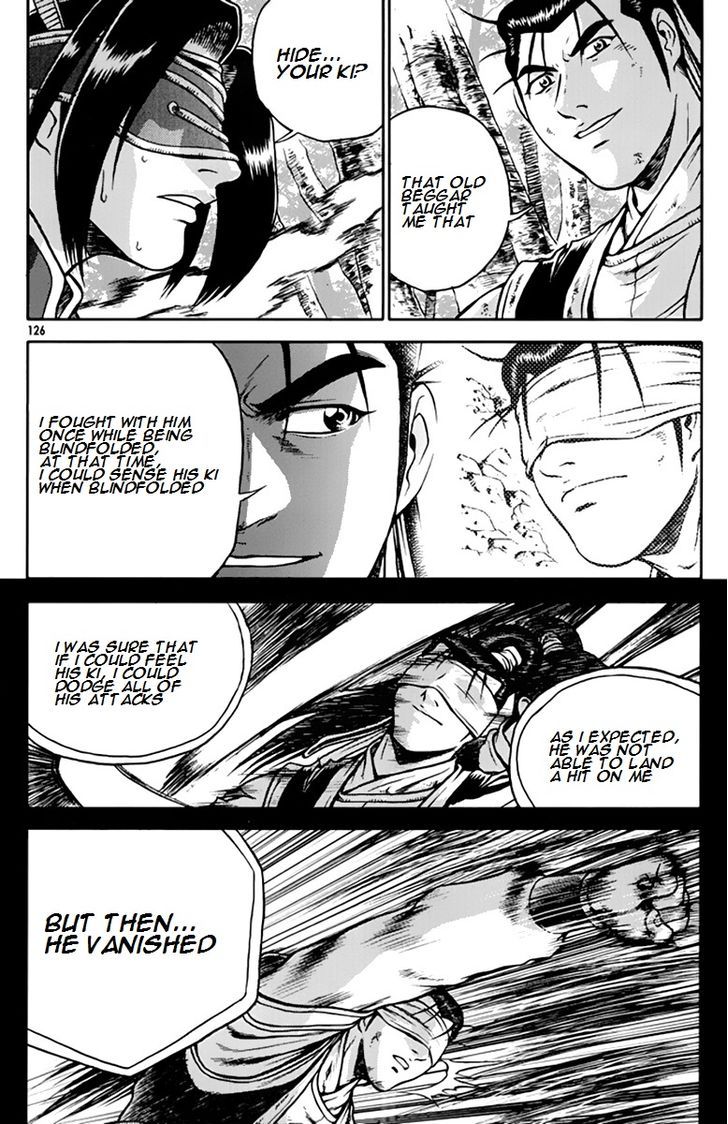 HIDE...
YOUR KI?
THAT OLD
BEGGAR
TAUGHT
ME THAT
126
I FOUGHT WITH HIM
ONCE WHILE BEING
BLINDFOLDED,
AT THAT TIME,
I COULD SENSE HIS KI
WHEN BLINDFOLDED
I WAS SURE THAT
IF I COULD FEEL
HIS KI, I COULD
DODGE ALL OF
HIS ATTACKS
AS I EXPECTED,
HE WAS NOT
ABLE TO LAND
A HIT ON ME
BUT THEN...
HE VANISHED